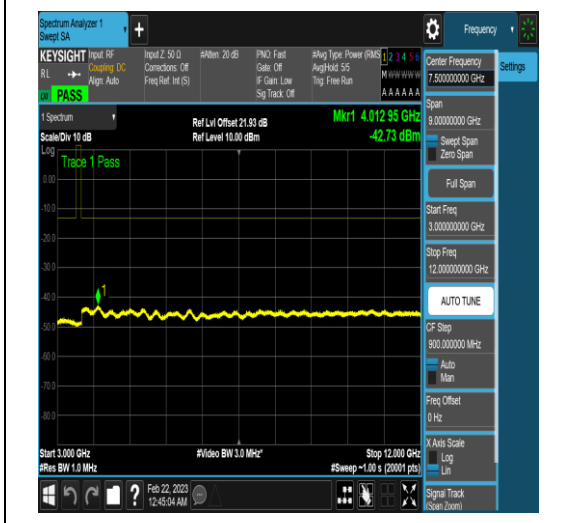 Spectrum Analyzer 1
Swept SA
+
Frequency
KEYSIGHT
Input: RF
Coupling: DC
Align: Auto
Input Z: 50 Ω
Corrections: Off
Freq Ref: Int (S)
#Atten: 20 dB
PNO: Fast
Gate: Off
IF Gain: Low
Sig Track: Off
#Avg Type: Power (RMS
Avg|Hold: 5/5
Trig: Free Run
1 2 3 4 5 6
M W W W W W
A A A A A A
RL
PASS
Center Frequency
7.500000000 GHz
Settings
Span
9.00000000 GHz
Swept Span
Zero Span
Full Span
Start Freq
3.000000000 GHz
Stop Freq
12.000000000 GHz
AUTO TUNE
CF Step
900.000000 MHz
Auto
Man
Freq Offset
0 Hz
X Axis Scale
Log
Lin
Signal Track
(Span Zoom)
1 Spectrum
Scale/Div 10 dB
Ref Lvl Offset 21.93 dB
Ref Level 10.00 dBm
Mkr1 4.012 95 GHz
-42.73 dBm
Log
Trace 1 Pass
0.00
-10.0
-20.0
-30.0
-40.0
-50.0
-60.0
-70.0
-80.0
1
Start 3.000 GHz
#Res BW 1.0 MHz
#Video BW 3.0 MHz*
Stop 12.000 GHz
#Sweep ~1.00 s (20001 pts)
?
Feb 22, 2023
12:45:04 AM